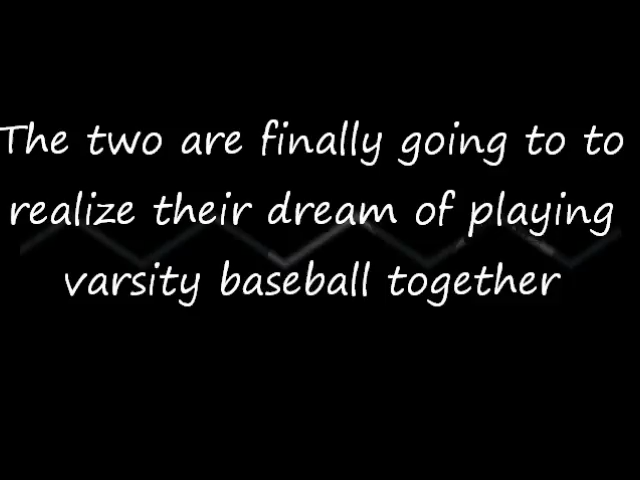 The two are finally going to to
realize their dream of playing
varsity baseball together